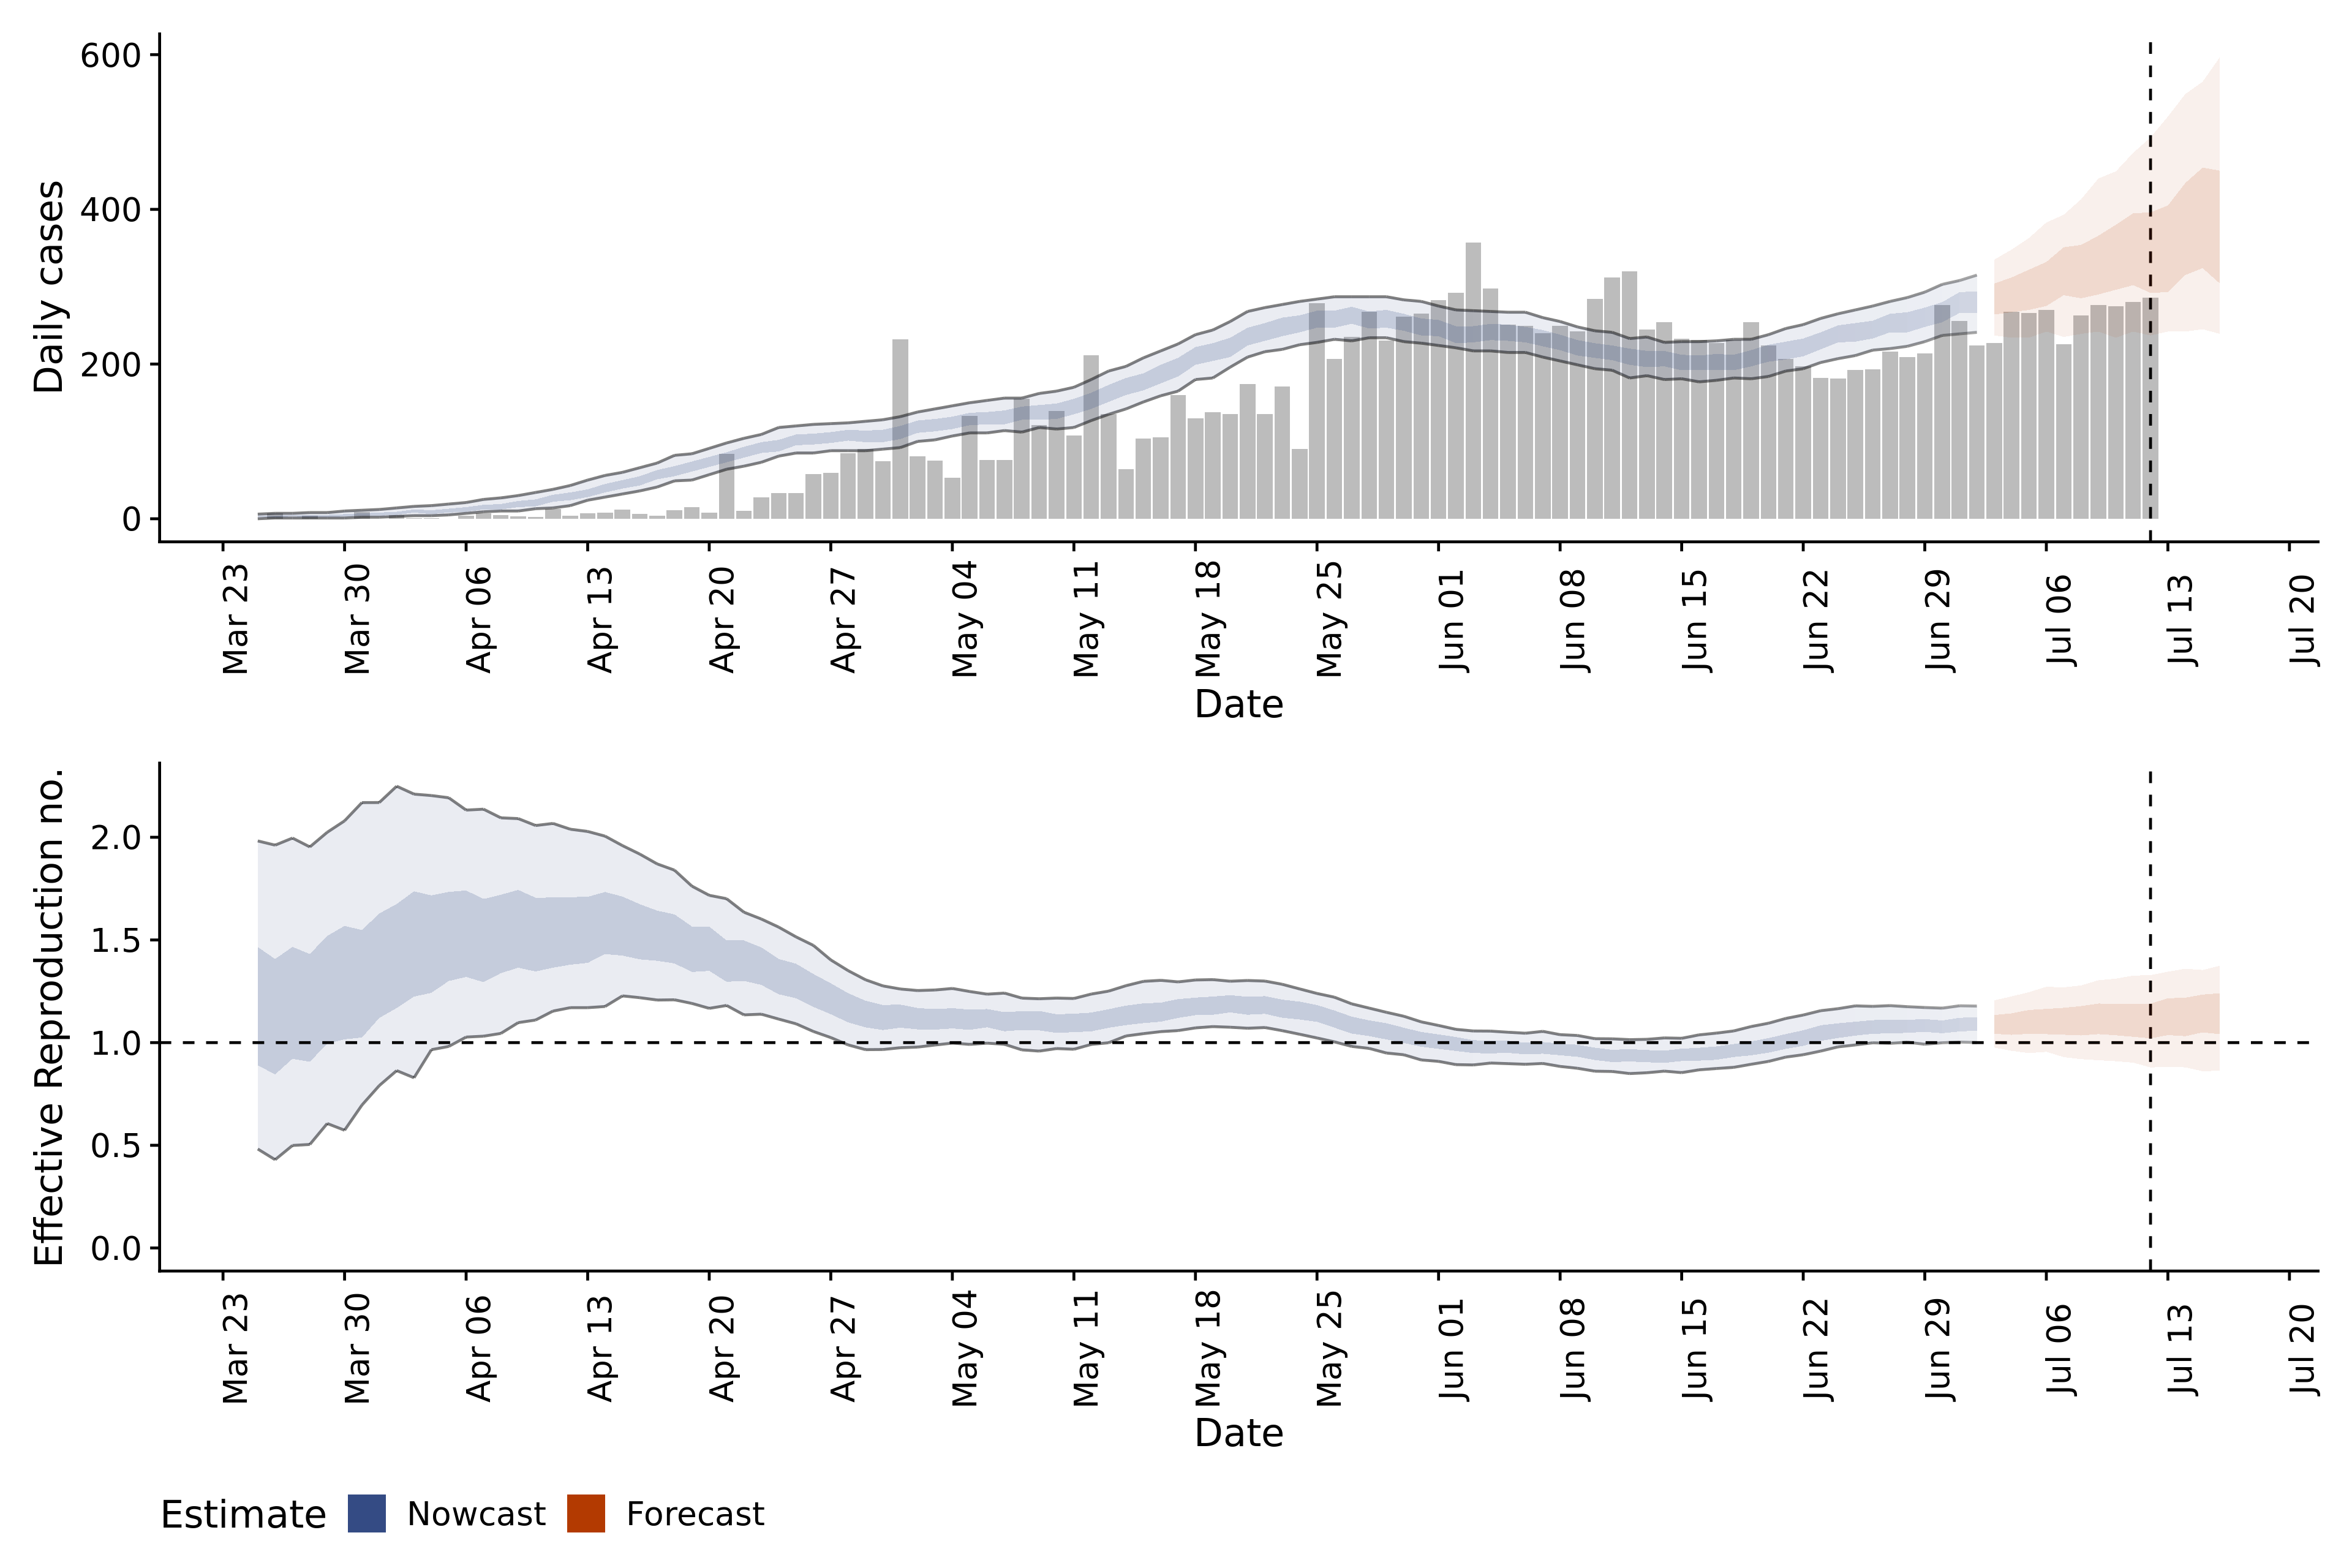 Daily cases
600
400
200
0
Mar 23
Mar 30
Apr 06
Apr 13
Apr 20
Apr 27
May 04
May 11
May 18
May 25
Jun 01
Jun 08
Jun 15
Jun 22
Jun 29
Jul 06
Jul 13
Jul 20
Date
Effective Reproduction no.
2.0
1.5
1.0
0.5
0.0
Mar 23
Mar 30
Apr 06
Apr 13
Apr 20
Apr 27
May 04
May 11
May 18
May 25
Jun 01
Jun 08
Jun 15
Jun 22
Jun 29
Jul 06
Jul 13
Jul 20
Date
Estimate Nowcast Forecast